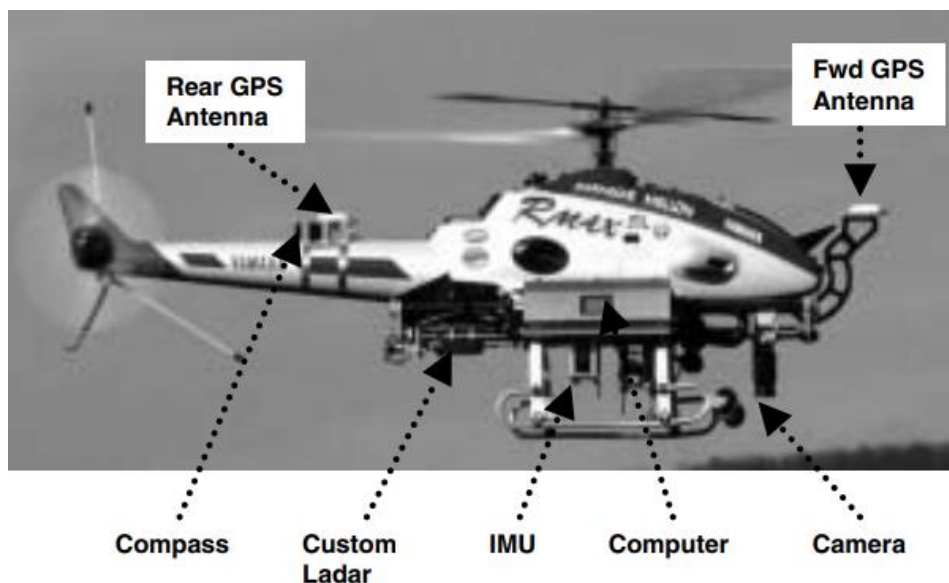 Rear GPS
Antenna
Fwd GPS
Antenna
Rmax
Compass
Custom
Ladar
IMU
Computer
Camera